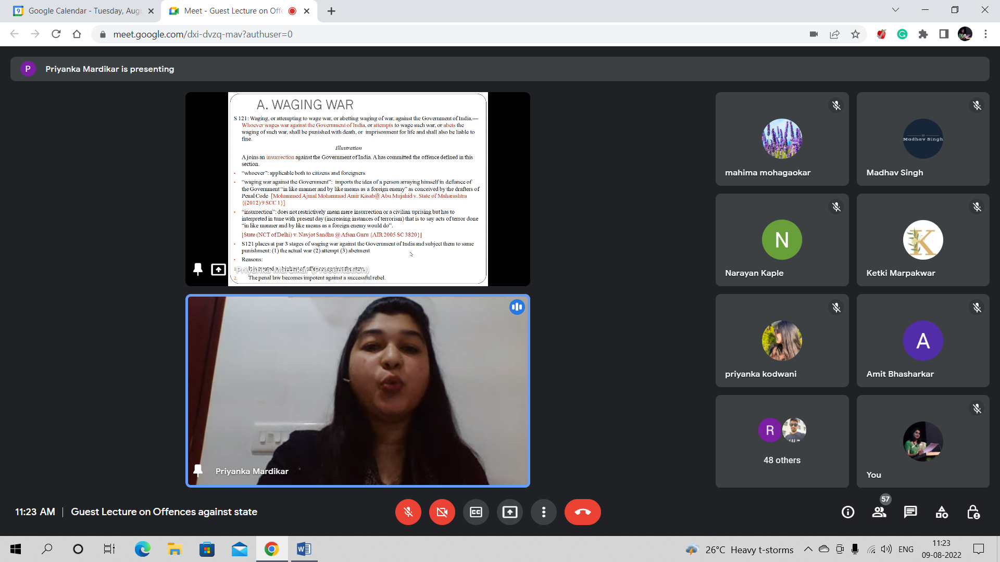 Google Calendar - Tuesday, Augu
Meet - Guest Lecture on Offe
meet.google.com/dxi-dvzq-mav?authuser=0
P
Priyanka Mardikar is presenting
A. WAGING WAR
S 121: Waging, or attempting to wage war, or abetting waging of war, against the Government of India.—
Whoever wages war against the Government of India, or attempts to wage such war, or abets the
waging of such war, shall be punished with death, or imprisonment for life and shall also be liable to
fine.
Illustration
A joins an insurrection against the Government of India. A has committed the offence defined in this
section.
• “whoever”: applicable both to citizens and foreigners
• “waging war against the Government”: imports the idea of a person arraying himself in defiance of
the Government “in like manner and by like means as a foreign enemy” as conceived by the drafters of
Penal Code [Mohammed Ajmal Mohammad Amir Kasab@ Abu Mujahid v. State of Maharashtra
{(2012) 9 SCC 1}]
• “insurrection”: does not restrictively mean mere insurrection or a civilian uprising but has to
interpreted in tune with present day (increasing instances of terrorism) that is to say acts of terror done
“in like manner and by like means as a foreign enemy would do”.
[State (NCT of Delhi) v. Navjot Sandhu @ Afsan Guru {AIR 2005 SC 3820}]
• S121 places at par 3 stages of waging war against the Government of India and subject them to same
punishment: (1) the actual war (2) attempt (3) abetment
• Reasons:
1. It is treated as highest of offences against the state.
Priyanka Mardikar (Presentation)
2. The penal law becomes impotent against a successful rebel.
Priyanka Mardikar
mahima mohagaokar
Madhav Singh
Madhav Singh
N
Narayan Kaple
K
Ketki Marpakwar
priyanka kodwani
A
Amit Bhasharkar
R
48 others
You
11:23 AM | Guest Lecture on Offences against state
CC
57
26°C Heavy t-storms
ENG
11:23
09-08-2022